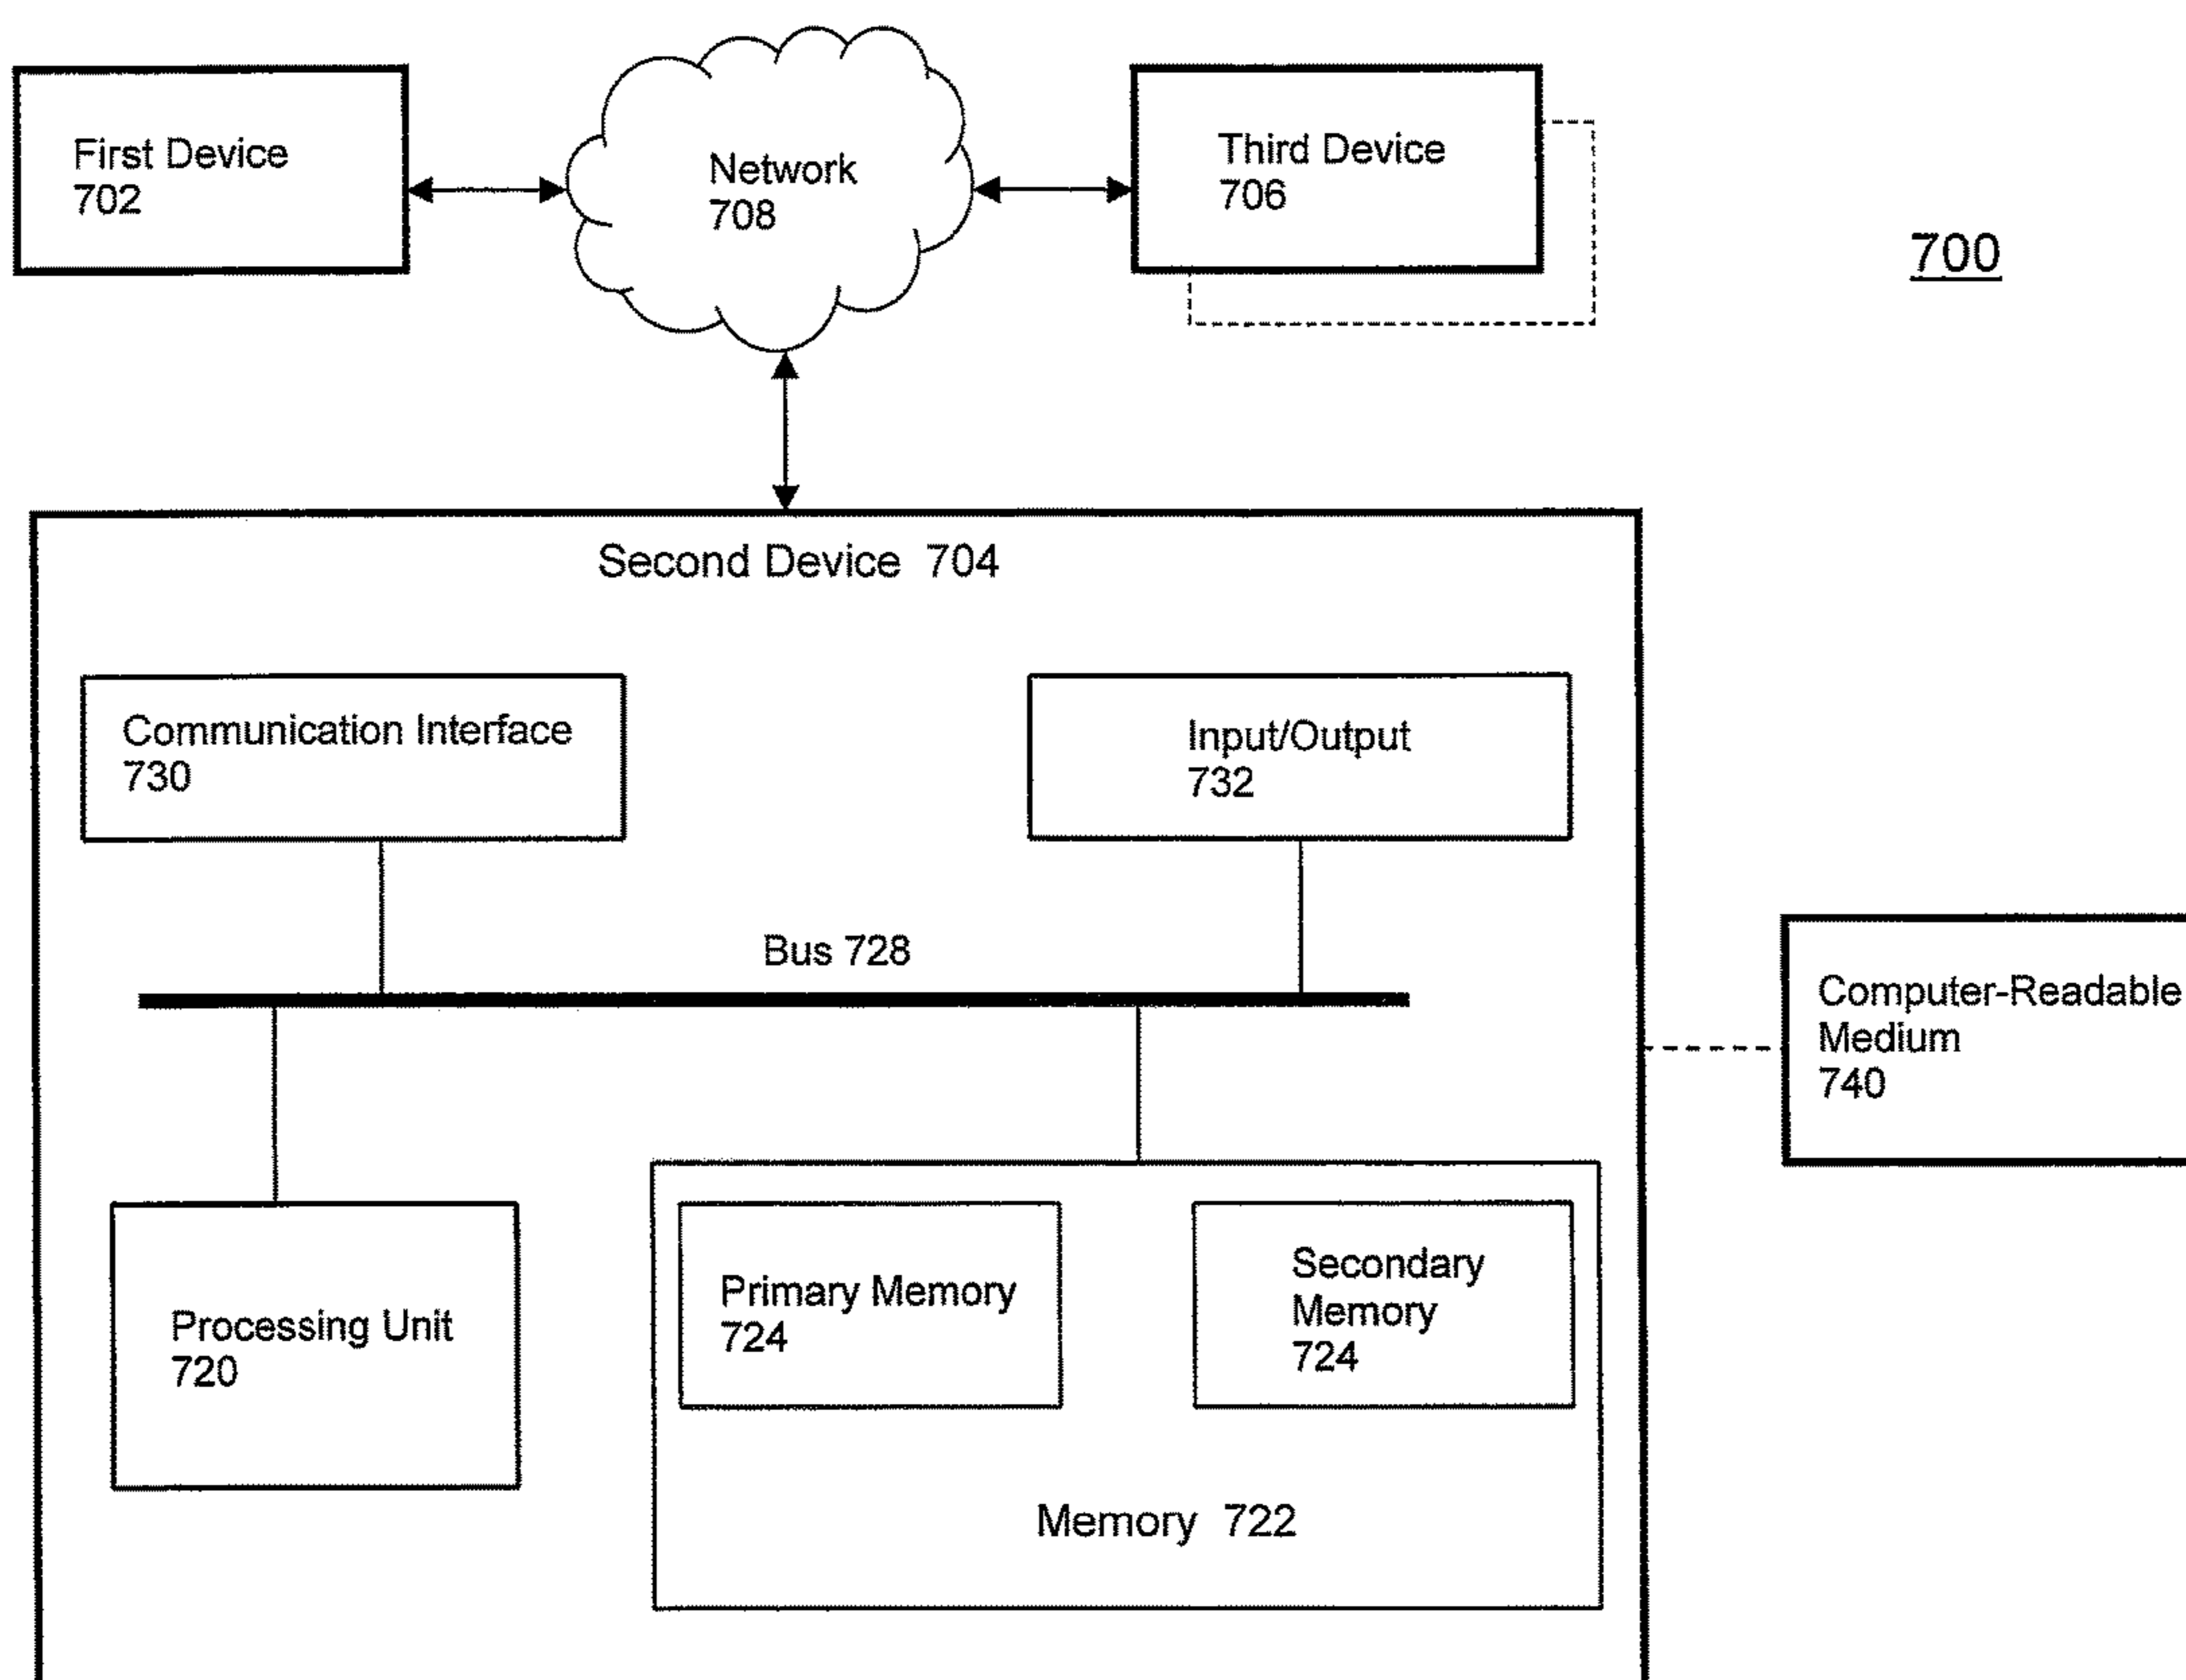 First Device
702
Network
708
Third Device
706
700
Second Device 704
Communication Interface
730
Input/Output
732
Bus 728
Computer-Readable
Medium
740
Processing Unit
720
Primary Memory
724
Secondary
Memory
724
Memory 722